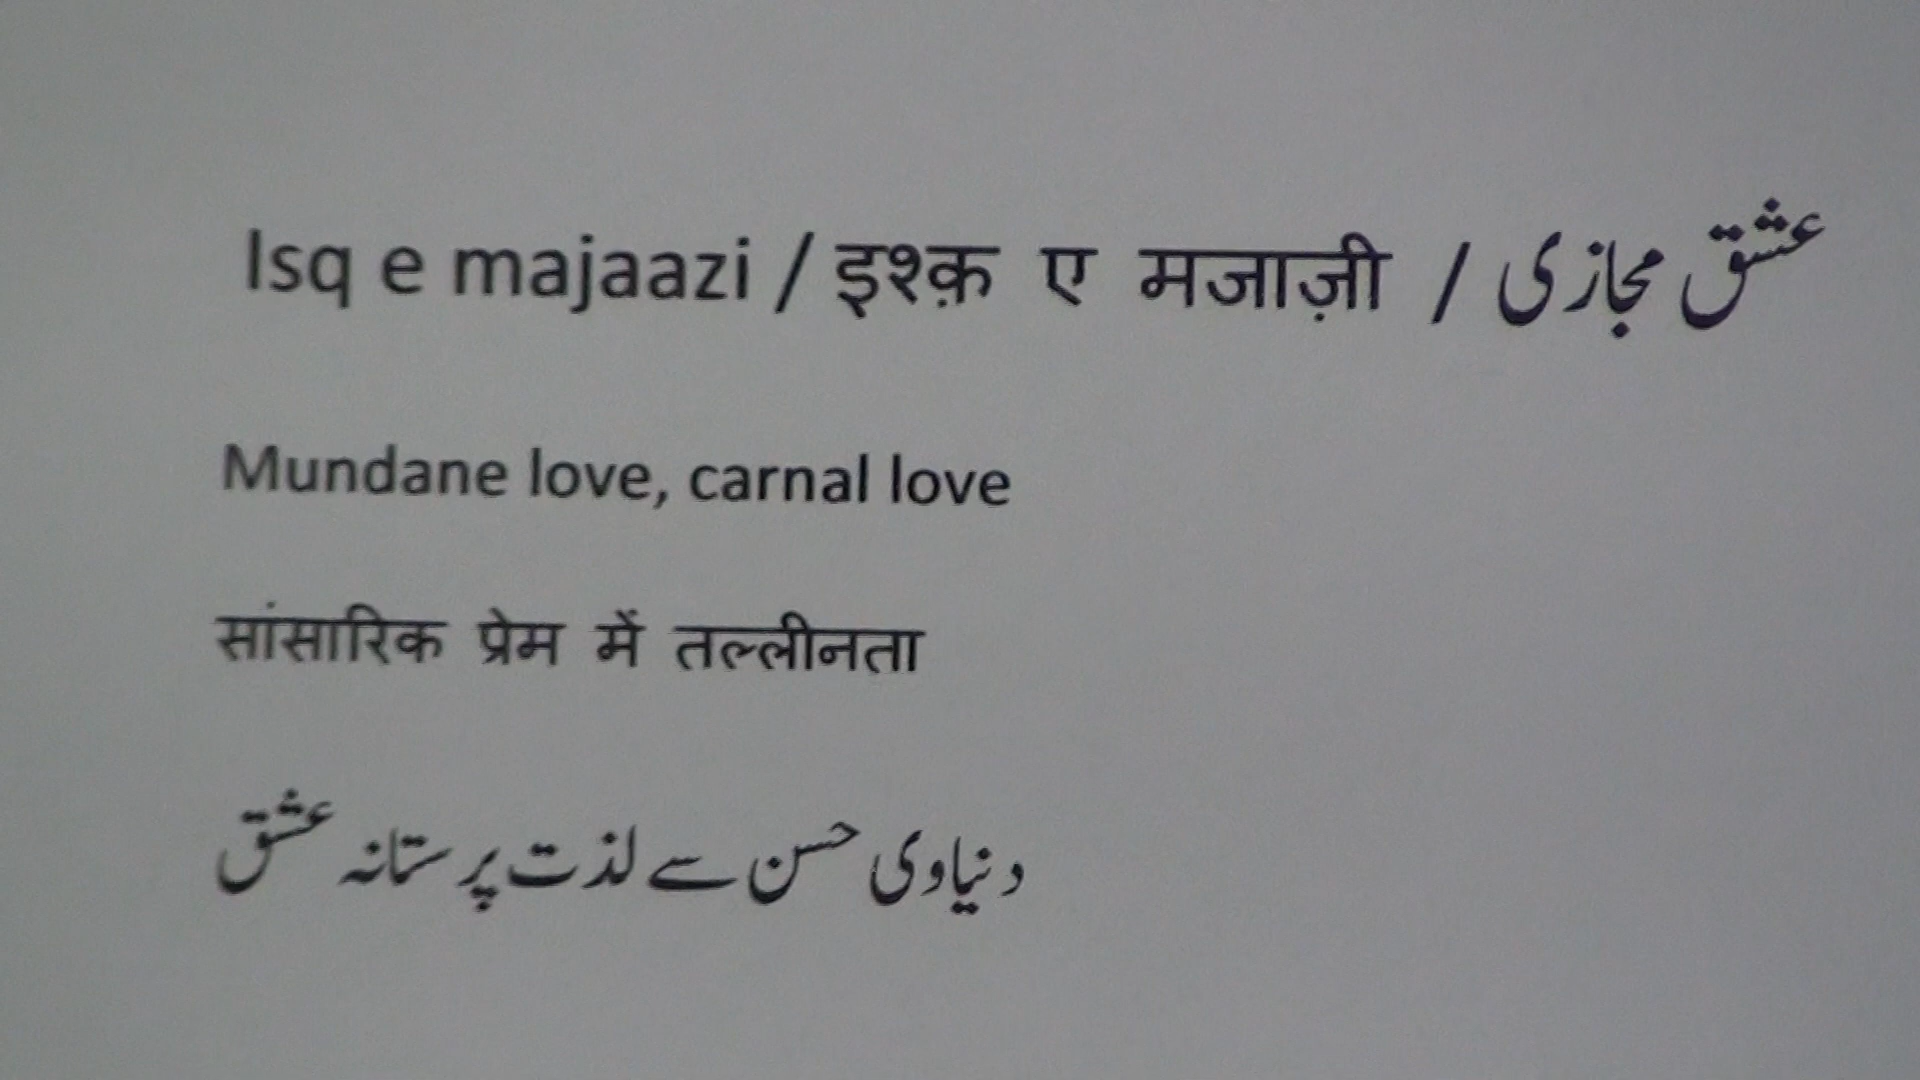 Isq e majaazi / इश्क़ ए मजाज़ी / عشق مجازی
Mundane love, carnal love
सांसारिक प्रेम में तल्लीनता
دنیاوی حسن سے لذت پرستانہ عشق